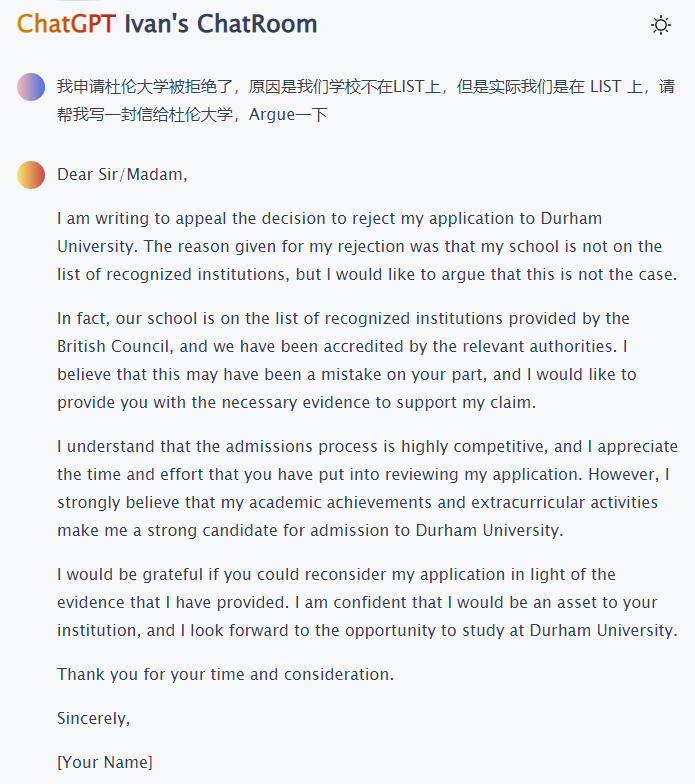 ChatGPT Ivan's ChatRoom
我申请杜伦大学被拒绝了，原因是我们学校不在LIST上，但是实际我们是在 LIST 上，请
帮我写一封信给杜伦大学，Argue一下
Dear Sir/Madam,
I am writing to appeal the decision to reject my application to Durham
University. The reason given for my rejection was that my school is not on the
list of recognized institutions, but I would like to argue that this is not the case.
In fact, our school is on the list of recognized institutions provided by the
British Council, and we have been accredited by the relevant authorities. I
believe that this may have been a mistake on your part, and I would like to
provide you with the necessary evidence to support my claim.
I understand that the admissions process is highly competitive, and I appreciate
the time and effort that you have put into reviewing my application. However, I
strongly believe that my academic achievements and extracurricular activities
make me a strong candidate for admission to Durham University.
I would be grateful if you could reconsider my application in light of the
evidence that I have provided. I am confident that I would be an asset to your
institution, and I look forward to the opportunity to study at Durham University.
Thank you for your time and consideration.
Sincerely,
[Your Name]